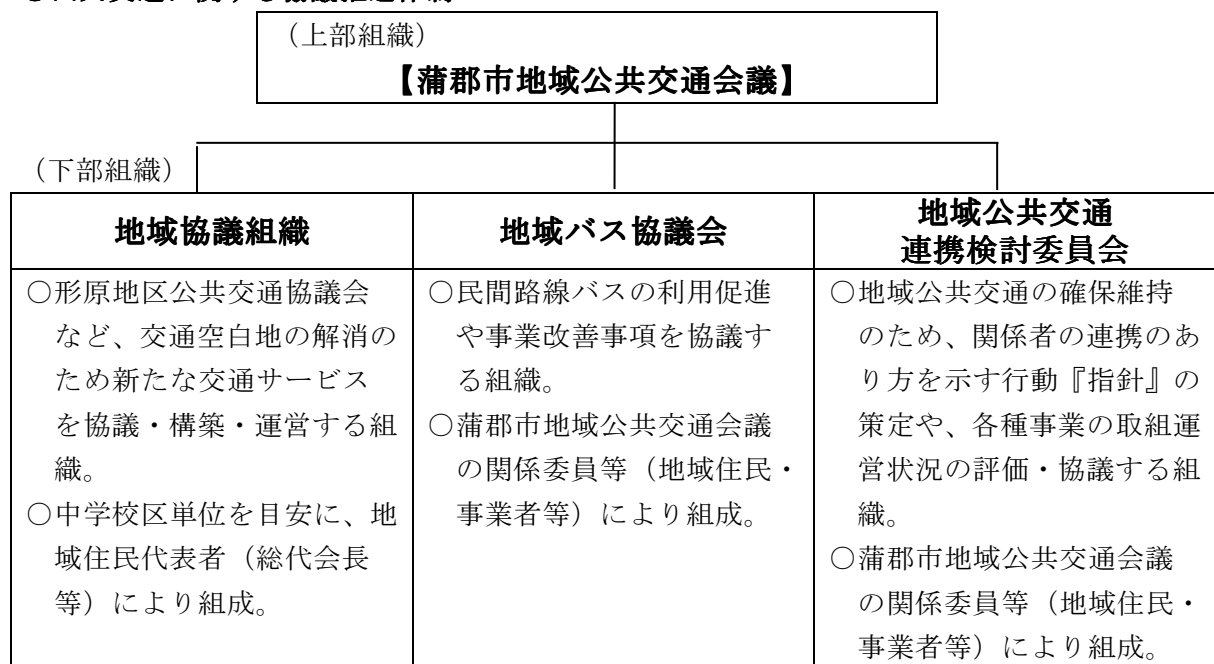 （上部組織）
【蒲郡市地域公共交通会議】
（下部組織）
地域協議組織
○形原地区公共交通協議会
など、交通空白地の解消の
ため新たな交通サービス
を協議・構築・運営する組
織。
○中学校区単位を目安に、地
域住民代表者（総代会長
等）により組成。
地域バス協議会
○民間路線バスの利用促進
や事業改善事項を協議す
る組織。
○蒲郡市地域公共交通会議
の関係委員等（地域住民・
事業者等）により組成。
地域公共交通
連携検討委員会
○地域公共交通の確保維持
のため、関係者の連携のあ
り方を示す行動『指針』の
策定や、各種事業の取組運
営状況の評価・協議する組
織。
○蒲郡市地域公共交通会議
の関係委員等（地域住民・
事業者等）により組成。